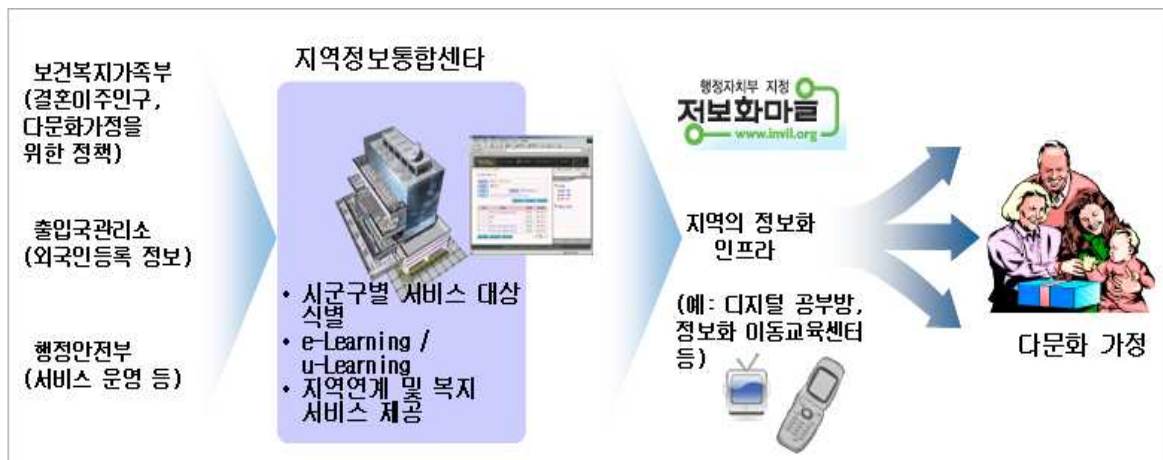 보건복지가족부
(결혼이주인구,
다문화가정을
위한 정책)
출입국관리소
(외국인등록 정보)
행정안전부
(서비스 운영 등)
지역정보통합센타
• 시군구별 서비스 대상
식별
• e-Learning /
u-Learning
• 지역연계 및 복지
서비스 제공
행정자치부 지정
정보화마을
www.invil.org
지역의 정보화
인프라
(예: 디지털 공부방,
정보화 이동교육센터
등)
다문화 가정